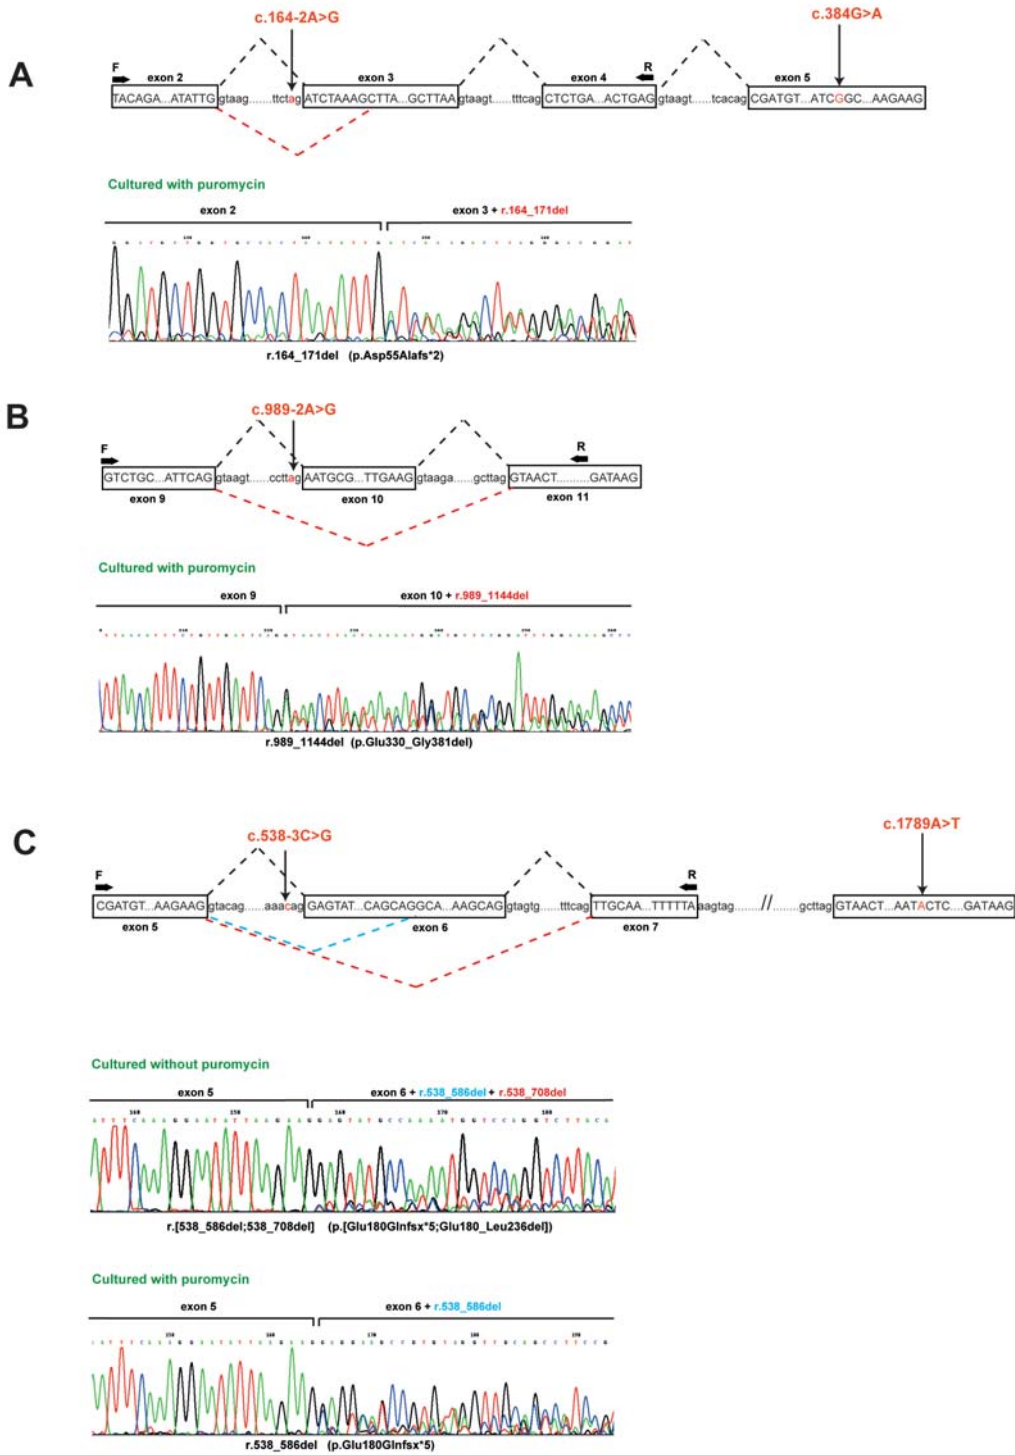 c.164-2A>G
c.384G>A
A
F
R
exon 2
exon 3
exon 4
exon 5
TACAGA...ATATTG gtaag.......ttctag ATCTAAAGCTTA...GCTTAA gtaagt.......tttcag CTCTGA...ACTGAG gtaagt.......tcacag CGATGT...ATCGGC...AAGAAG
Cultured with puromycin
exon 2
exon 3 + r.164_171del
r.164_171del (p.Asp55Alafs*2)
B
c.989-2A>G
F
R
GTCTGC...ATTCAG gtaagt......ccttag AATGCG...TTGAAG gtaaga......gcttag GTAACT..........GATAAG
exon 9
exon 10
exon 11
Cultured with puromycin
exon 9
exon 10 + r.989_1144del
r.989_1144del (p.Glu330_Gly381del)
C
c.538-3C>G
c.1789A>T
F
R
CGATGT...AAGAAG gtacag......aaacag GAGTAT...CAGCAGGCA...AAGCAG gtagtg......tttcag TTGCAA...TTTTTA aagtag....... // .......gcttag GTAACT...AATACTC...GATAAG
exon 5
exon 6
exon 7
Cultured without puromycin
exon 5
exon 6 + r.538_586del + r.538_708del
160 150 160 170 180
r.[538_586del;538_708del] (p.[Glu180Glnfsx*5;Glu180_Leu236del])
Cultured with puromycin
exon 5
exon 6 + r.538_586del
r.538_586del (p.Glu180Glnfsx*5)